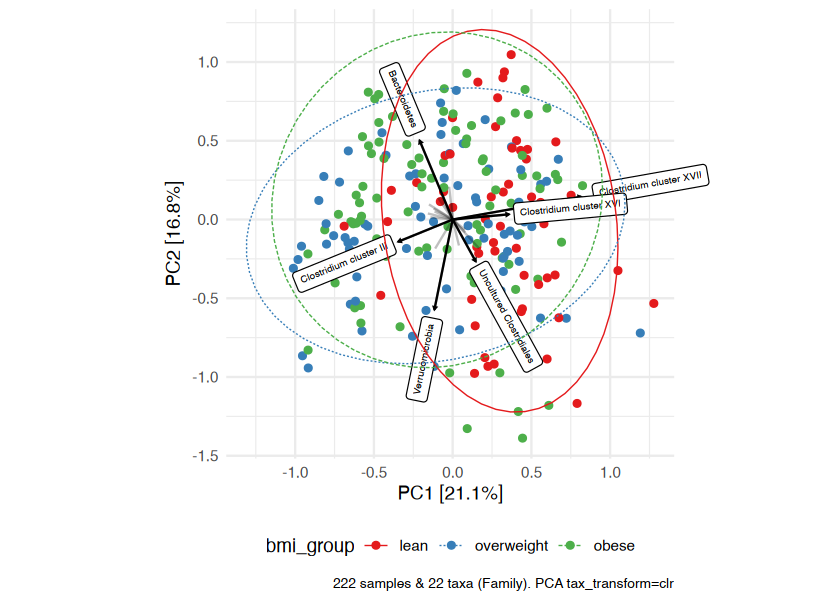 1.0
0.5
0.0
-0.5
-1.0
-1.5
PC2 [16.8%]
Bacteroidetes
Clostridium cluster XVII
Clostridium cluster XVI
Clostridium cluster III
Uncultured Clostridiales
Verrucomicrobia
-1.0 -0.5 0.0 0.5 1.0
PC1 [21.1%]
bmi_group lean overweight obese
222 samples & 22 taxa (Family). PCA tax_transform=clr